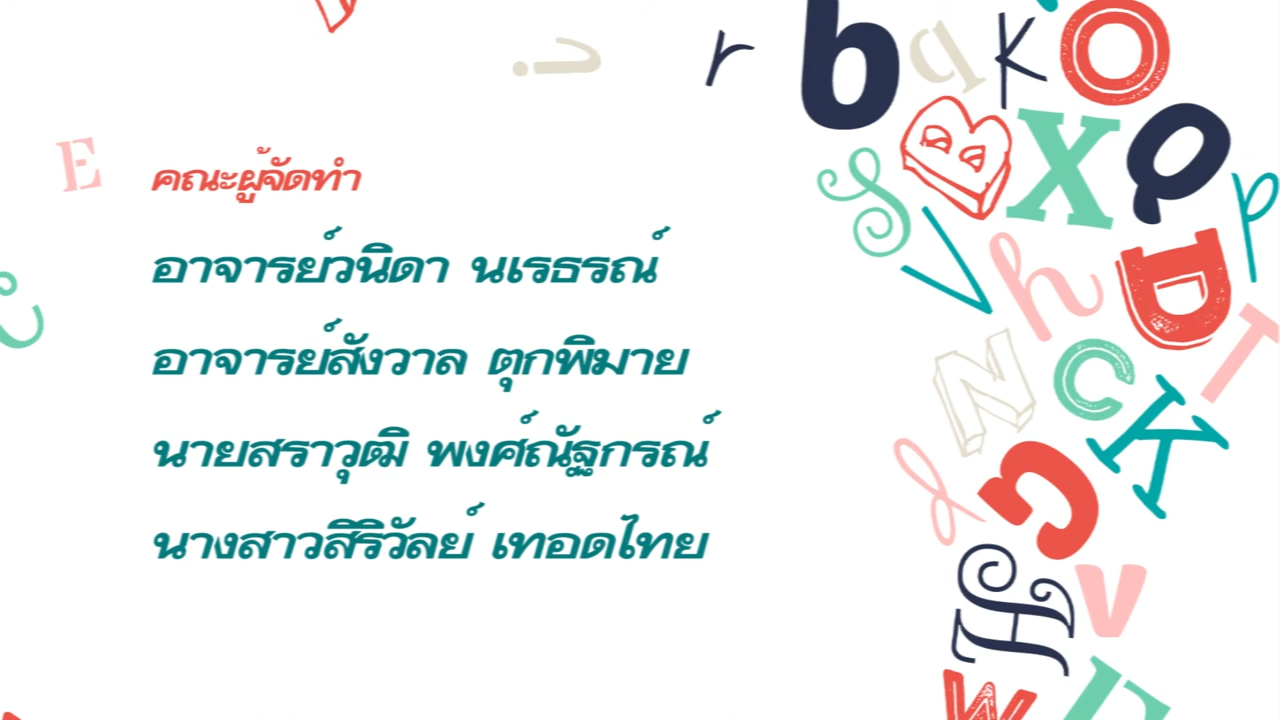 คณะผู้จัดทำ
อาจารย์วนิดา นเรธรณ์
อาจารย์สังวาล ตุกพิมาย
นายสราวุฒิ พงศ์ณัฐกรณ์
นางสาวสิริวัลย์ เทอดไทย